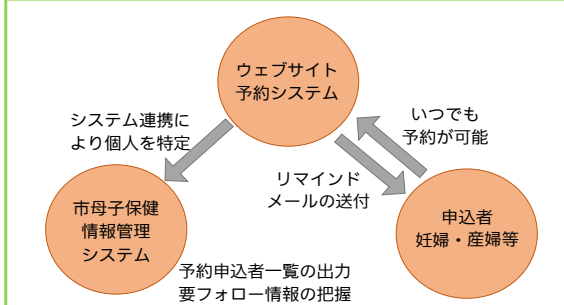 ウェブサイト
予約システム
システム連携に
より個人を特定
いつでも
予約が可能
リマインド
メールの送付
市母子保健
情報管理
システム
申込者
妊婦・産婦等
予約申込者一覧の出力
要フォロー情報の把握